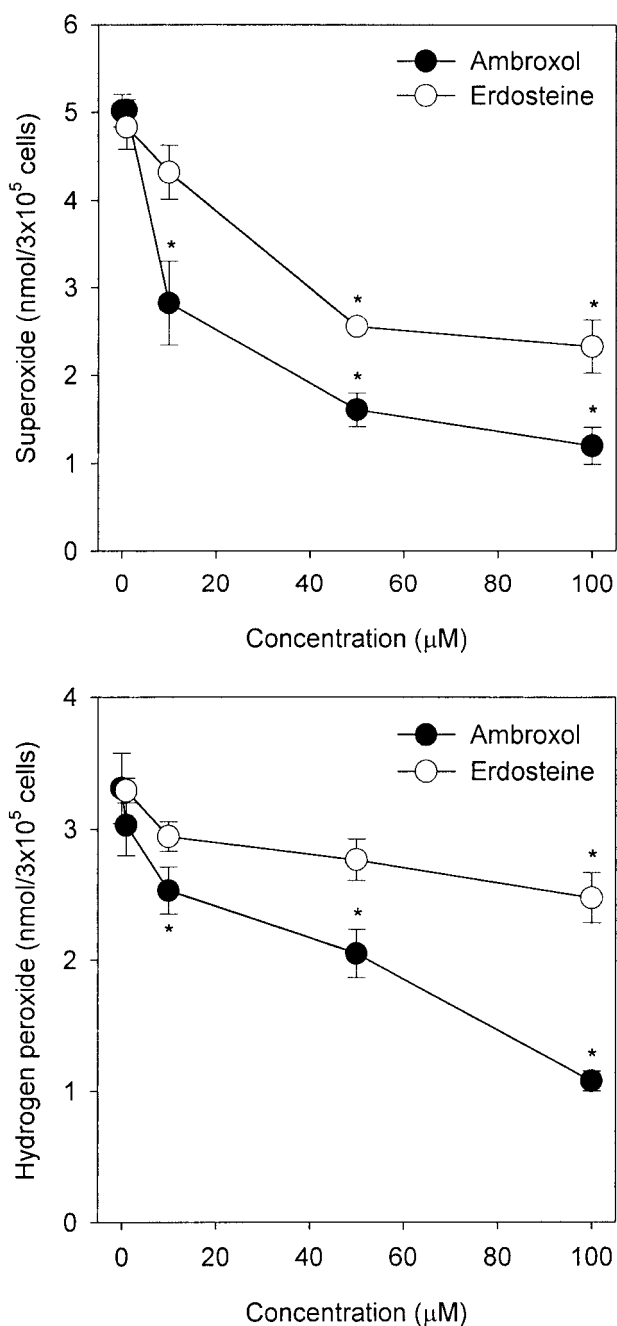 6
5
4
3
2
1
0
Superoxide (nmol/3x10⁵ cells)
Ambroxol
Erdosteine
*
*
*
*
*
0 20 40 60 80 100
Concentration (μM)
4
3
2
1
0
Hydrogen peroxide (nmol/3x10⁵ cells)
Ambroxol
Erdosteine
*
*
*
*
0 20 40 60 80 100
Concentration (μM)